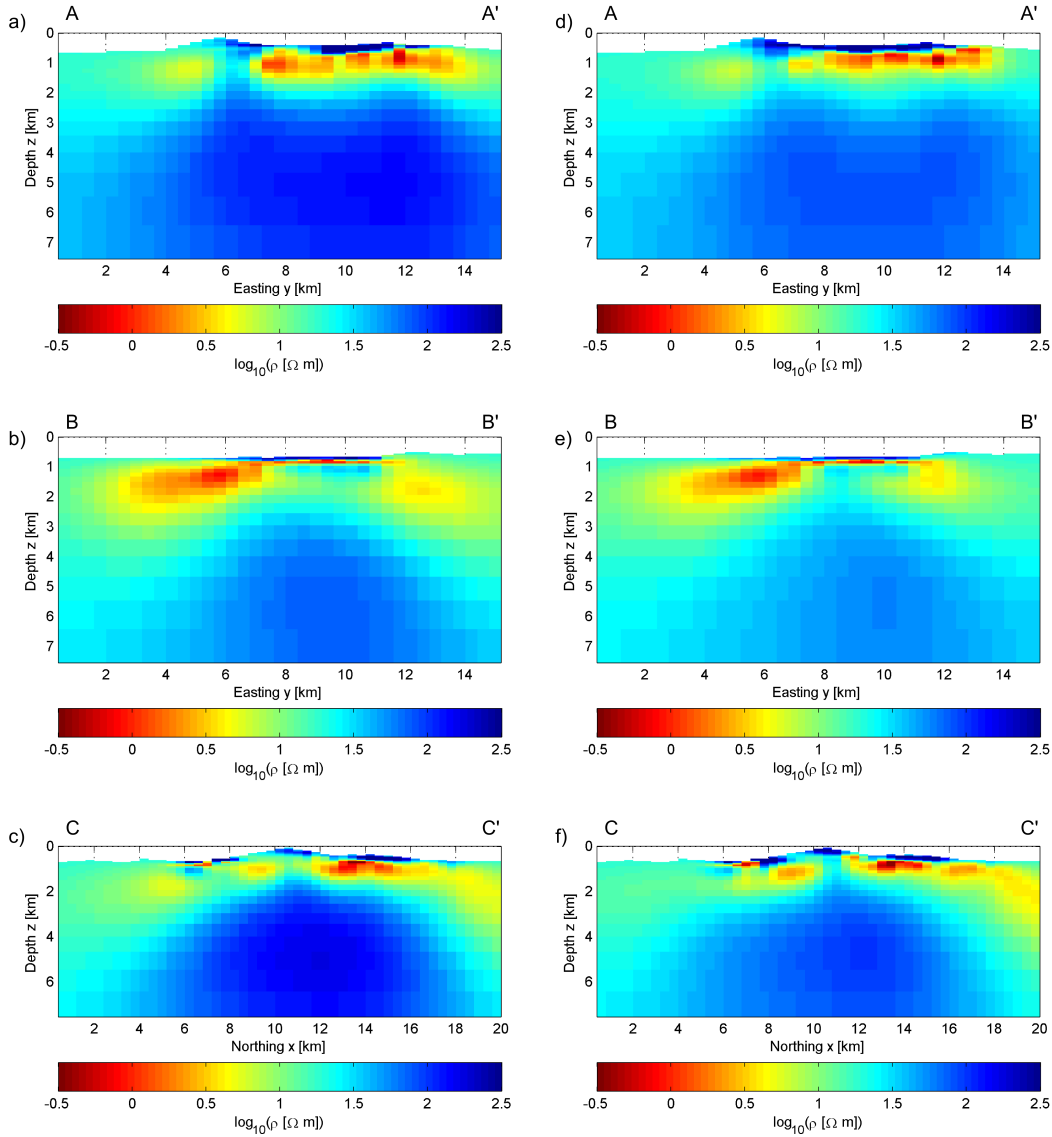 a) A A'
0
1
2
3
4
5
6
7
Depth z [km]
2 4 6 8 10 12 14
Easting y [km]
-0.5 0 0.5 1 1.5 2 2.5
log10(ρ [Ω m])
d) A A'
0
1
2
3
4
5
6
7
Depth z [km]
2 4 6 8 10 12 14
Easting y [km]
-0.5 0 0.5 1 1.5 2 2.5
log10(ρ [Ω m])
b) B B'
0
1
2
3
4
5
6
7
Depth z [km]
2 4 6 8 10 12 14
Easting y [km]
-0.5 0 0.5 1 1.5 2 2.5
log10(ρ [Ω m])
e) B B'
0
1
2
3
4
5
6
7
Depth z [km]
2 4 6 8 10 12 14
Easting y [km]
-0.5 0 0.5 1 1.5 2 2.5
log10(ρ [Ω m])
c) C C'
0
2
4
6
Depth z [km]
2 4 6 8 10 12 14 16 18 20
Northing x [km]
-0.5 0 0.5 1 1.5 2 2.5
log10(ρ [Ω m])
f) C C'
0
2
4
6
Depth z [km]
2 4 6 8 10 12 14 16 18 20
Northing x [km]
-0.5 0 0.5 1 1.5 2 2.5
log10(ρ [Ω m])